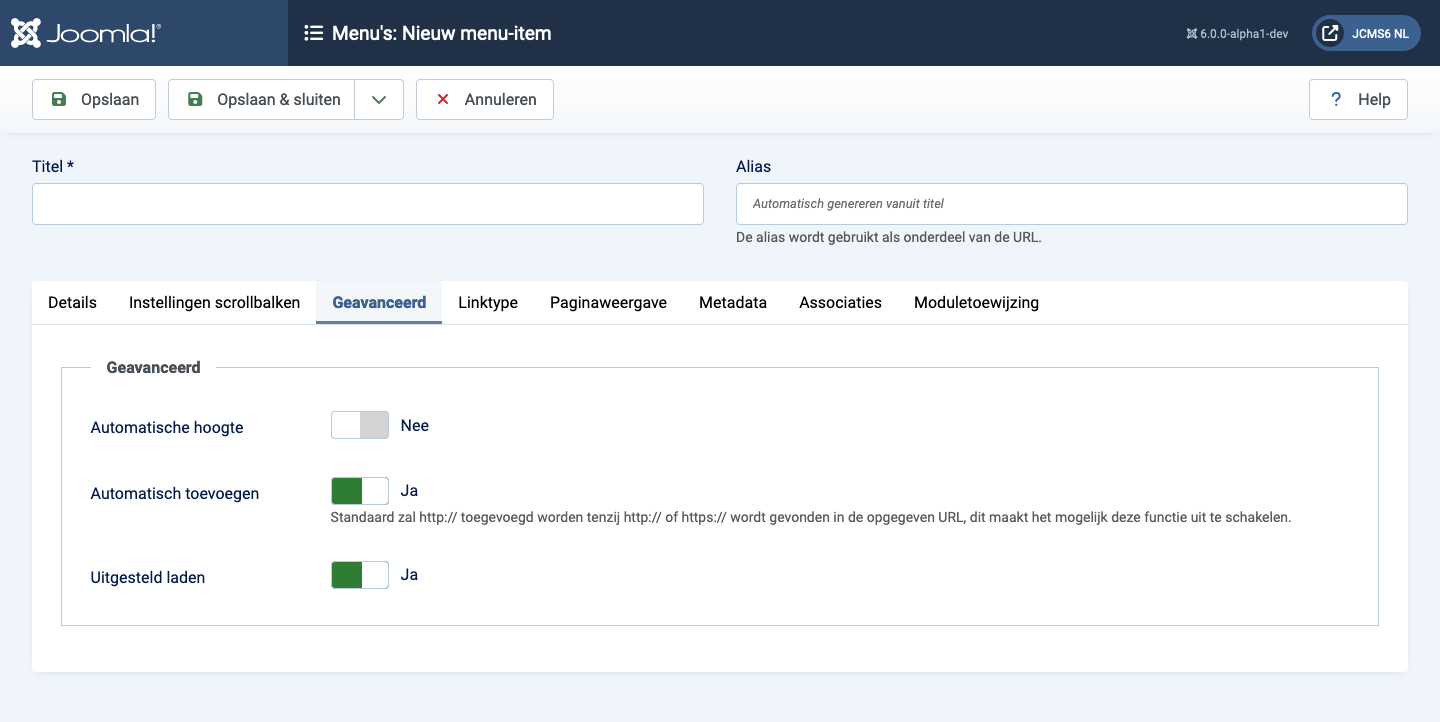 Joomla!®
Menu's: Nieuw menu-item
6.0.0-alpha1-dev
JCMS6 NL
Opslaan
Opslaan & sluiten
Annuleren
? Help
Titel *
Alias
Automatisch genereren vanuit titel
De alias wordt gebruikt als onderdeel van de URL.
Details Instellingen scrollbalken Geavanceerd Linktype Paginaweergave Metadata Associaties Moduletoewijzing
Geavanceerd
Automatische hoogte Nee
Automatisch toevoegen Ja
Standaard zal http:// toegevoegd worden tenzij http:// of https:// wordt gevonden in de opgegeven URL, dit maakt het mogelijk deze functie uit te schakelen.
Uitgesteld laden Ja